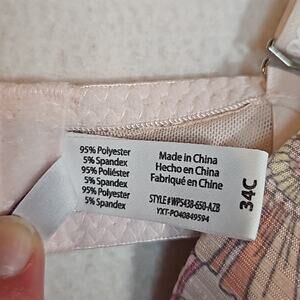 95% Polyester
5% Spandex
95% Poliéster
5% Spandex
95% Polyester
5% Spandex
Made in China
Hecho en China
Fabriqué en Chine
STYLE# WP5438-650-AZB
YXT-PO40849594
34C